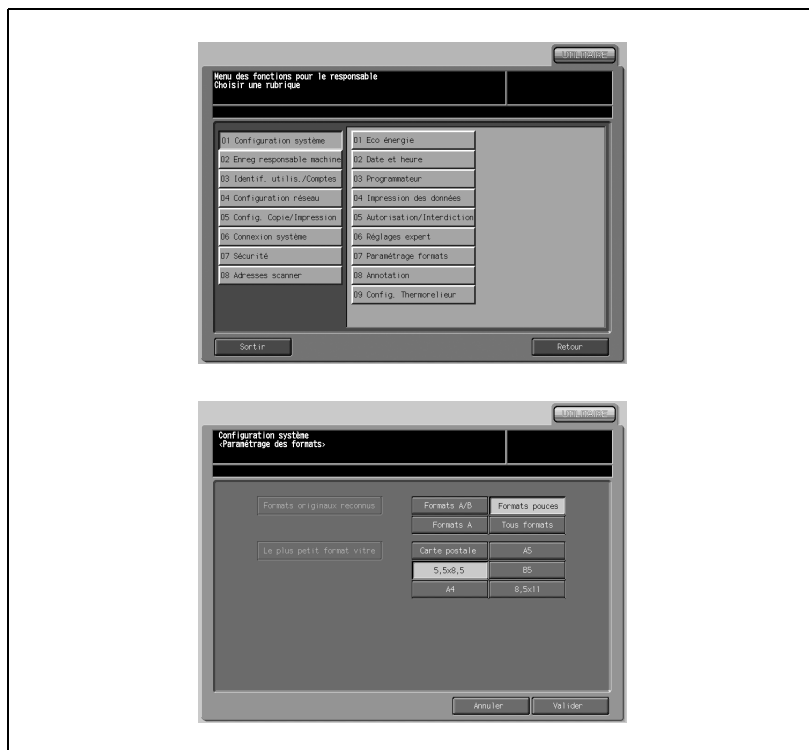 UTILITAIRE
Menu des fonctions pour le responsable
Choisir une rubrique
01 Configuration système
02 Enreg responsable machine
03 Identif. utilis./Comptes
04 Configuration réseau
05 Config. Copie/Impression
06 Connexion système
07 Sécurité
08 Adresses scanner
01 Eco énergie
02 Date et heure
03 Programmateur
04 Impression des données
05 Autorisation/Interdiction
06 Réglages expert
07 Paramétrage formats
08 Annotation
09 Config. Thermorelieur
Sortir
Retour
UTILITAIRE
Configuration système
<Paramétrage des formats>
Formats originaux reconnus
Formats A/B
Formats pouces
Formats A
Tous formats
Le plus petit format vitre
Carte postale
A5
5,5x8,5
B5
A4
8,5x11
Annuler
Valider